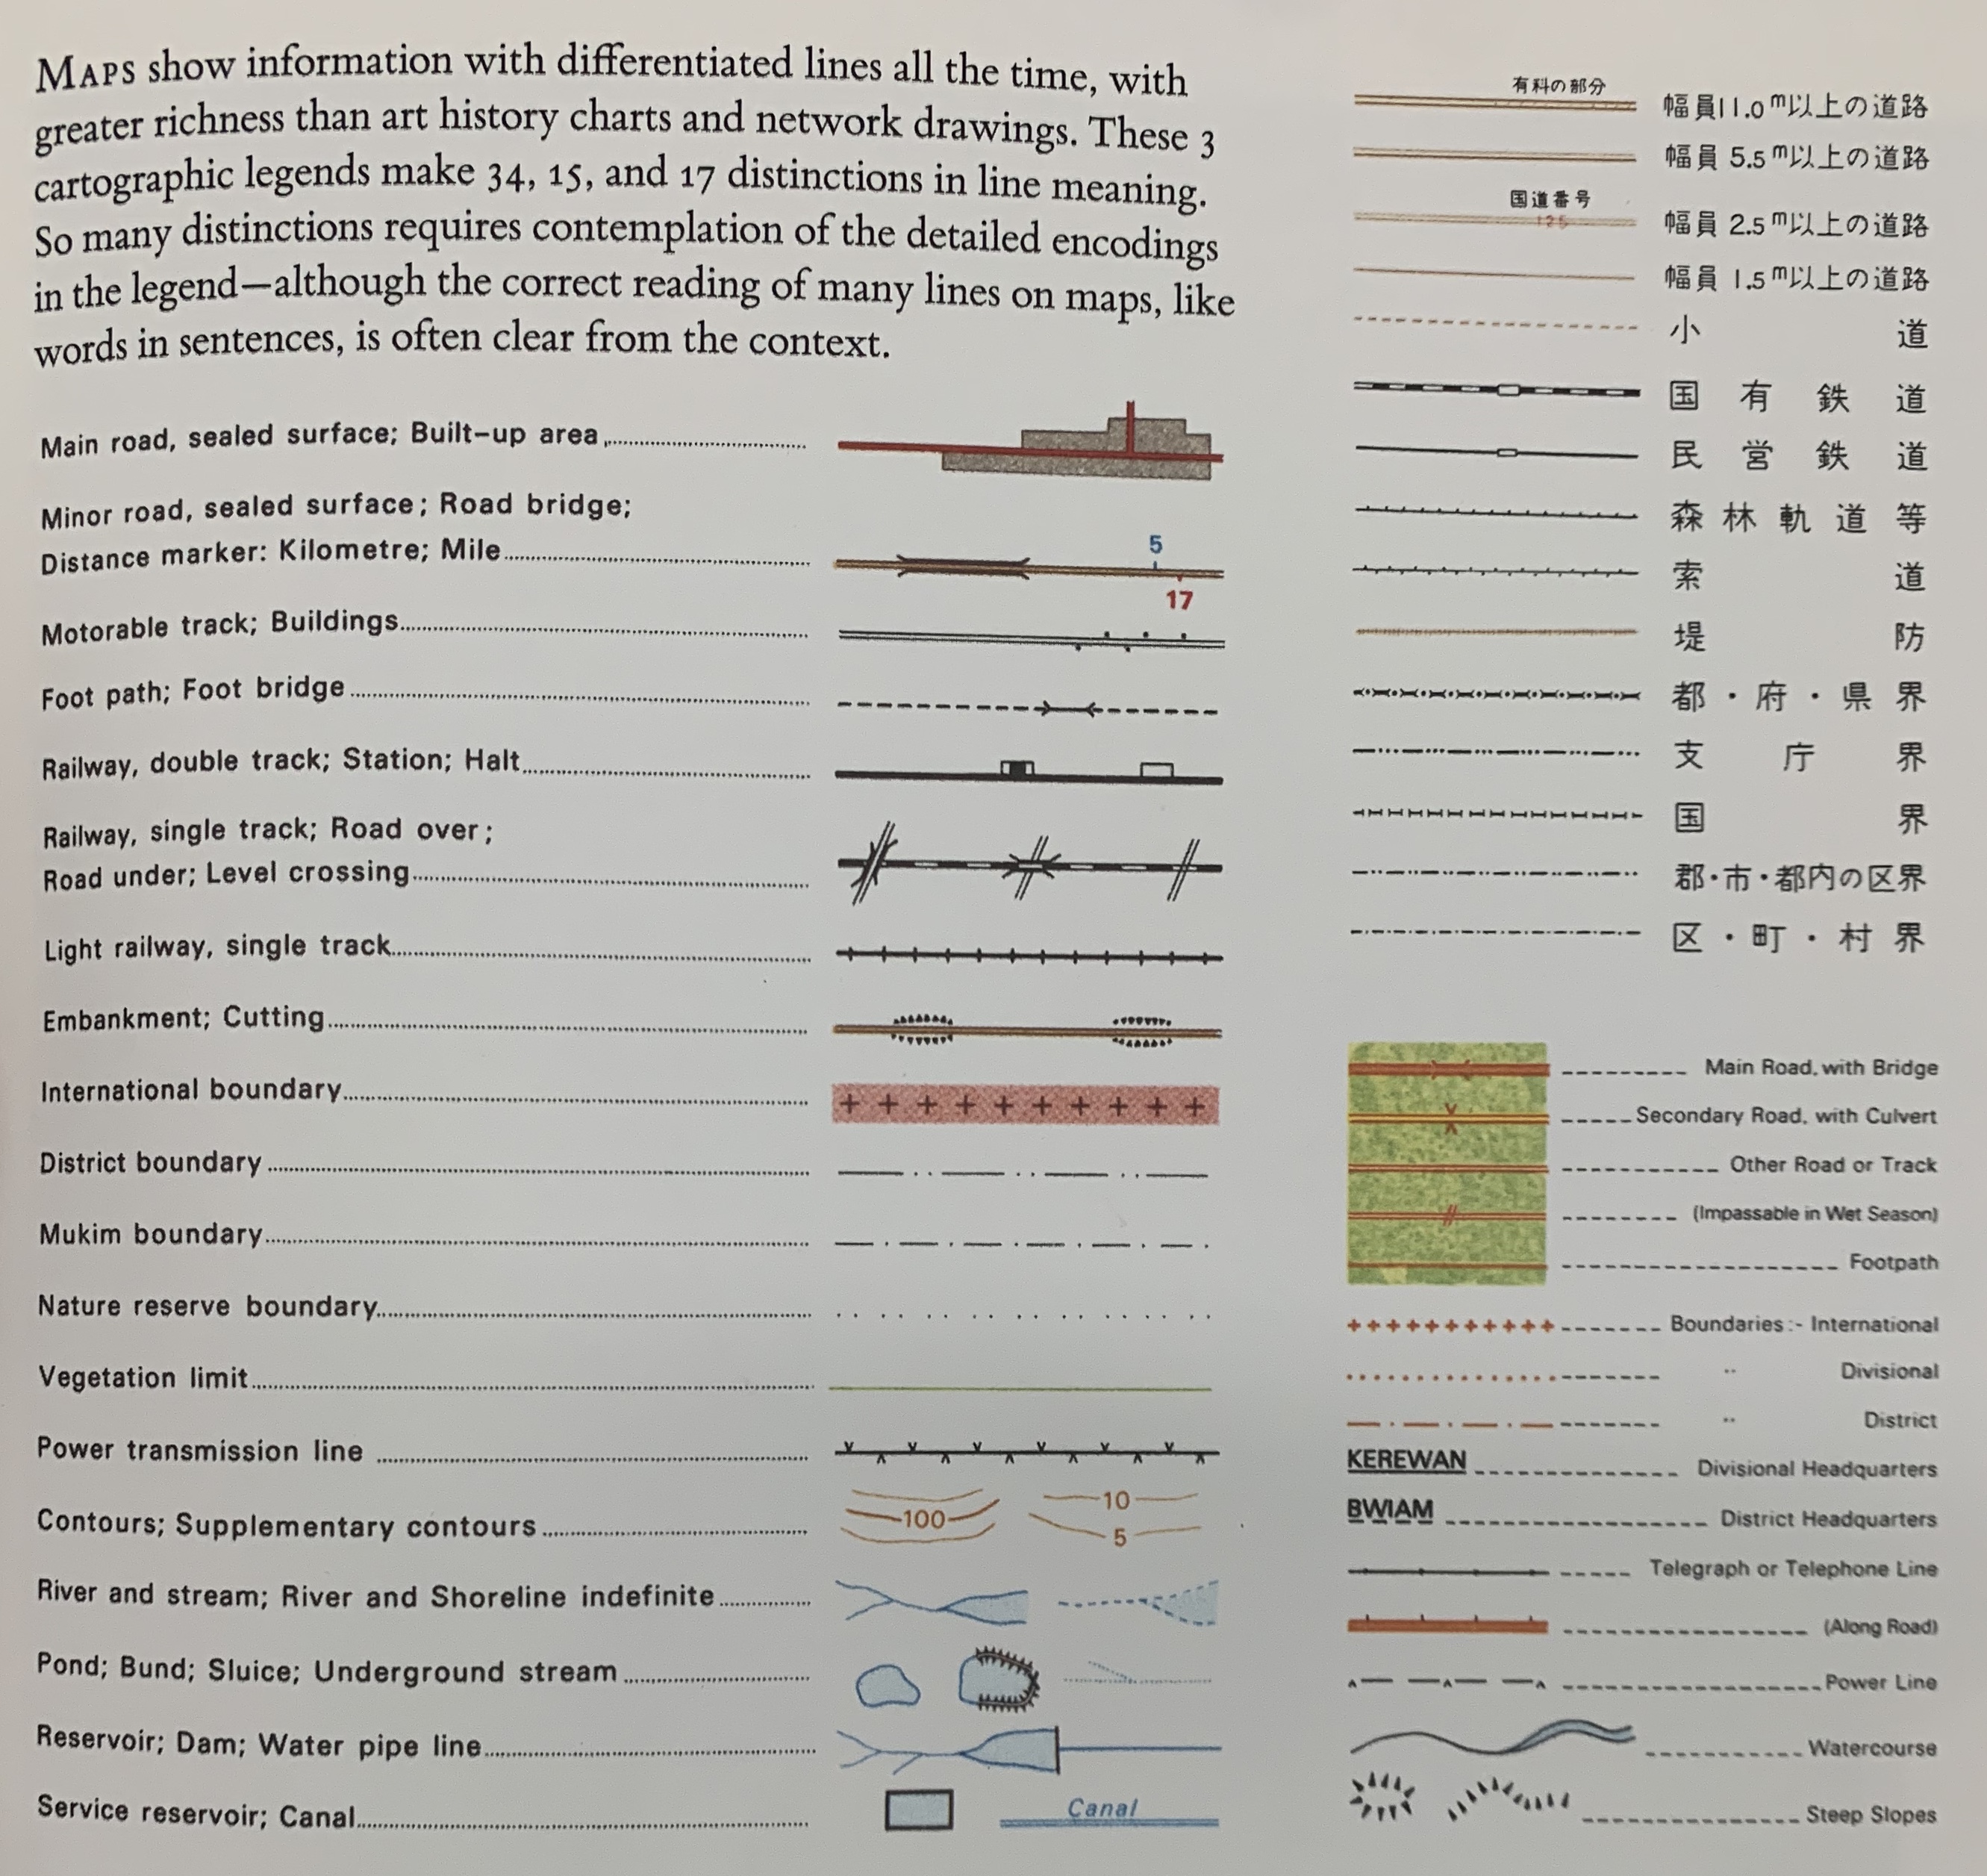 MAPS show information with differentiated lines all the time, with
greater richness than art history charts and network drawings. These 3
cartographic legends make 34, 15, and 17 distinctions in line meaning.
So many distinctions requires contemplation of the detailed encodings
in the legend—although the correct reading of many lines on maps, like
words in sentences, is often clear from the context.
Main road, sealed surface; Built-up area
Minor road, sealed surface; Road bridge;
Distance marker: Kilometre; Mile
5
17
Motorable track; Buildings
Foot path; Foot bridge
Railway, double track; Station; Halt
Railway, single track; Road over;
Road under; Level crossing
Light railway, single track
Embankment; Cutting
International boundary
District boundary
Mukim boundary
Nature reserve boundary
Vegetation limit
Power transmission line
Contours; Supplementary contours
100
10
5
River and stream; River and Shoreline indefinite
Pond; Bund; Sluice; Underground stream
Reservoir; Dam; Water pipe line
Service reservoir; Canal
Canal
有料の部分
幅員11.0m以上の道路
幅員 5.5m以上の道路
国道番号
125
幅員 2.5m以上の道路
幅員 1.5m以上の道路
小道
国有鉄道
民営鉄道
森林軌道等
索道
堤防
都・府・県界
支庁界
国界
郡・市・都内の区界
区・町・村界
Main Road, with Bridge
Secondary Road, with Culvert
Other Road or Track
(Impassable in Wet Season)
Footpath
Boundaries :- International
" Divisional
" District
KEREWAN Divisional Headquarters
BWIAM District Headquarters
Telegraph or Telephone Line
(Along Road)
Power Line
Watercourse
Steep Slopes